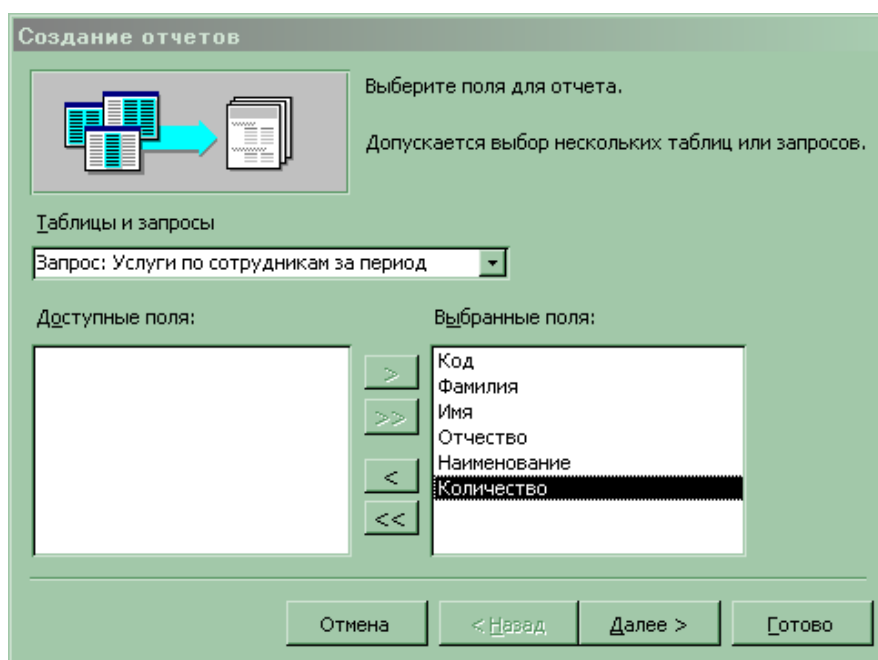 Создание отчетов
Выберите поля для отчета.
Допускается выбор нескольких таблиц или запросов.
Таблицы и запросы
Запрос: Услуги по сотрудникам за период
Доступные поля:
Выбранные поля:
>
>>
<
<<
Код
Фамилия
Имя
Отчество
Наименование
Количество
Отмена
< Назад
Далее >
Готово